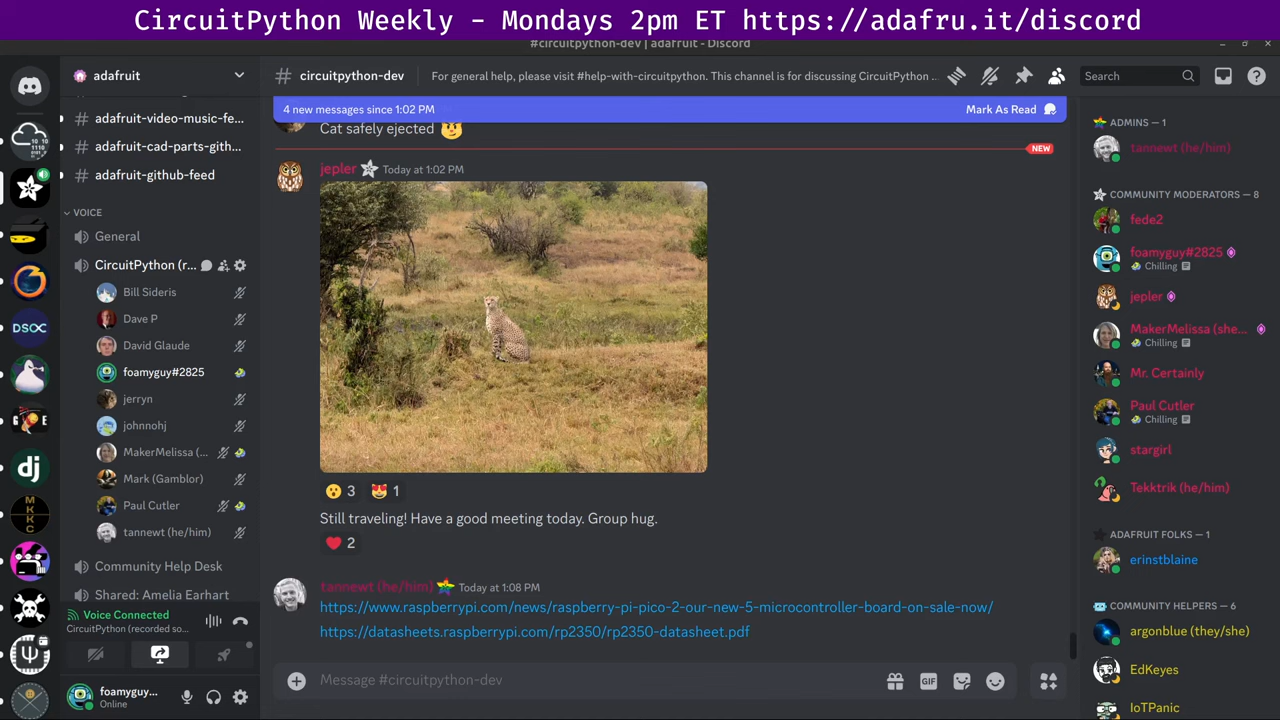 CircuitPython Weekly - Mondays 2pm ET https://adafru.it/discord
#circuitpython-dev | adafruit - Discord
adafruit
adafruit-video-music-fe...
adafruit-cad-parts-gith...
adafruit-github-feed
VOICE
General
CircuitPython (r...
Bill Sideris
Dave P
David Glaude
foamyguy#2825
jerryn
johnnohj
MakerMelissa (...
Mark (Gamblor)
Paul Cutler
tannewt (he/him)
Community Help Desk
Shared: Amelia Earhart
Voice Connected
CircuitPython (recorded so...
foamyguy...
Online
# circuitpython-dev
For general help, please visit #help-with-circuitpython. This channel is for discussing CircuitPython ...
Search
4 new messages since 1:02 PM
Mark As Read
Cat safely ejected
NEW
jepler Today at 1:02 PM
3 1
Still traveling! Have a good meeting today. Group hug.
2
tannewt (he/him) Today at 1:08 PM
https://www.raspberrypi.com/news/raspberry-pi-pico-2-our-new-5-microcontroller-board-on-sale-now/
https://datasheets.raspberrypi.com/rp2350/rp2350-datasheet.pdf
Message #circuitpython-dev
GIF
ADMINS — 1
tannewt (he/him)
COMMUNITY MODERATORS — 8
fede2
foamyguy#2825
Chilling
jepler
MakerMelissa (she...
Chilling
Mr. Certainly
Paul Cutler
Chilling
stargirl
Tekktrik (he/him)
ADAFRUIT FOLKS — 1
erinstblaine
COMMUNITY HELPERS — 6
argonblue (they/she)
EdKeyes
IoTPanic
DSOC
dj
MKKC